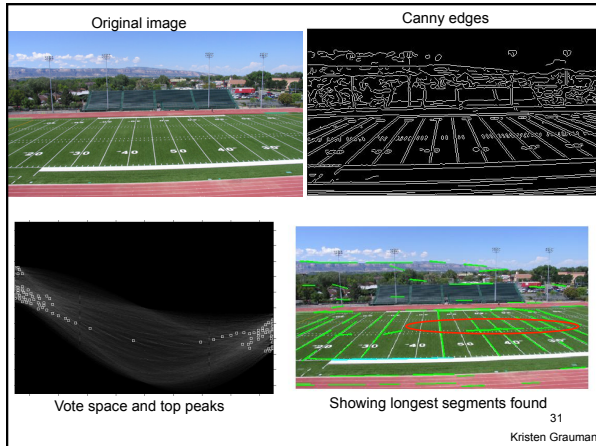 Original image
Canny edges
Vote space and top peaks
Showing longest segments found
31
Kristen Grauman